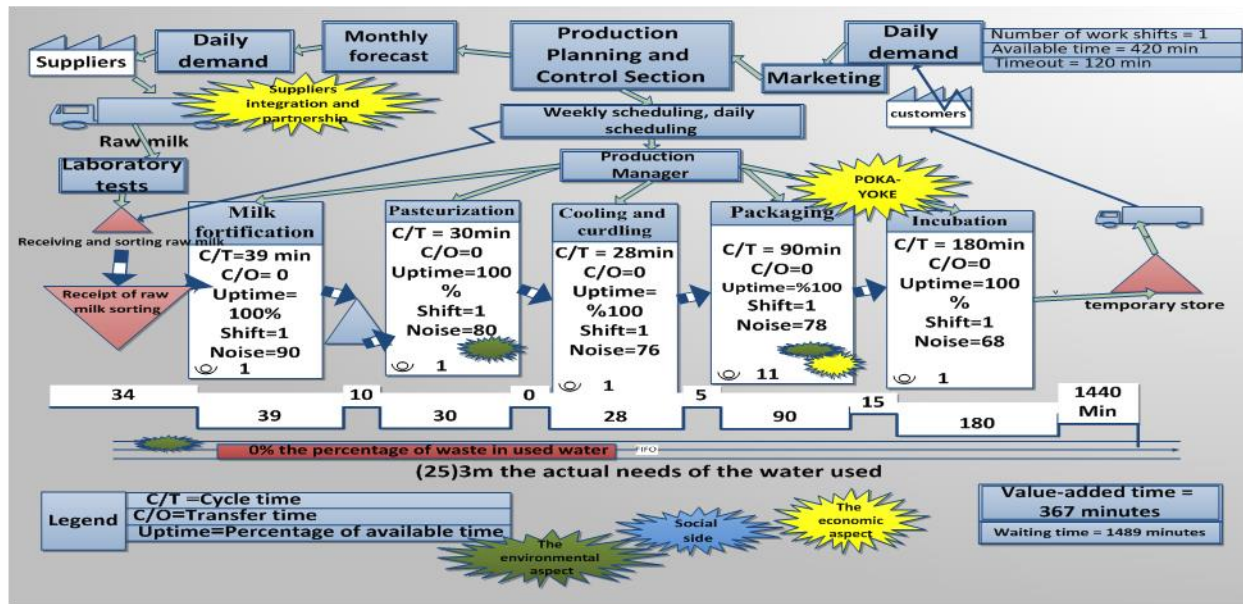 Suppliers
Daily
demand
Monthly
forecast
Production
Planning and
Control Section
Marketing
Daily
demand
Number of work shifts = 1
Available time = 420 min
Timeout = 120 min
Suppliers
integration and
partnership
Raw milk
Weekly scheduling, daily
scheduling
customers
Laboratory
tests
Production
Manager
POKA-
YOKE
Receiving and sorting raw milk
Receipt of raw
milk sorting
Milk
fortification
C/T=39 min
C/O= 0
Uptime=
100%
Shift=1
Noise=90
1
Pasteurization
C/T = 30min
C/O=0
Uptime=100
%
Shift=1
Noise=80
1
Cooling and
curdling
C/T = 28min
C/O=0
Uptime=
%100
Shift=1
Noise=76
1
Packaging
C/T = 90min
C/O=0
Uptime=%100
Shift=1
Noise=78
11
Incubation
C/T = 180min
C/O=0
Uptime=100
%
Shift=1
Noise=68
1
v
temporary store
34
39
10
30
0
28
5
90
15
180
1440
Min
0% the percentage of waste in used water
FIFO
(25)3m the actual needs of the water used
Legend
C/T =Cycle time
C/O=Transfer time
Uptime=Percentage of available time
The
environmental
aspect
Social
side
The
economic
aspect
Value-added time =
367 minutes
Waiting time = 1489 minutes